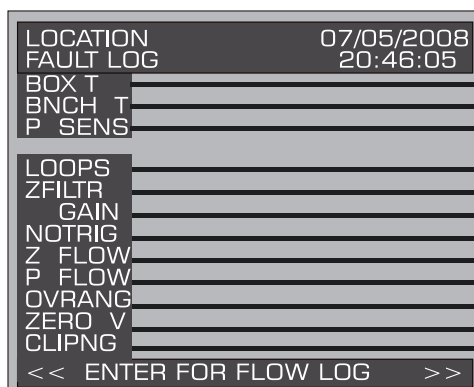 LOCATION 07/05/2008
FAULT LOG 20:46:05
BOX T
BNCH T
P SENS
LOOPS
ZFILTR
GAIN
NOTRIG
Z FLOW
P FLOW
OVRANG
ZERO V
CLIPNG
<< ENTER FOR FLOW LOG >>